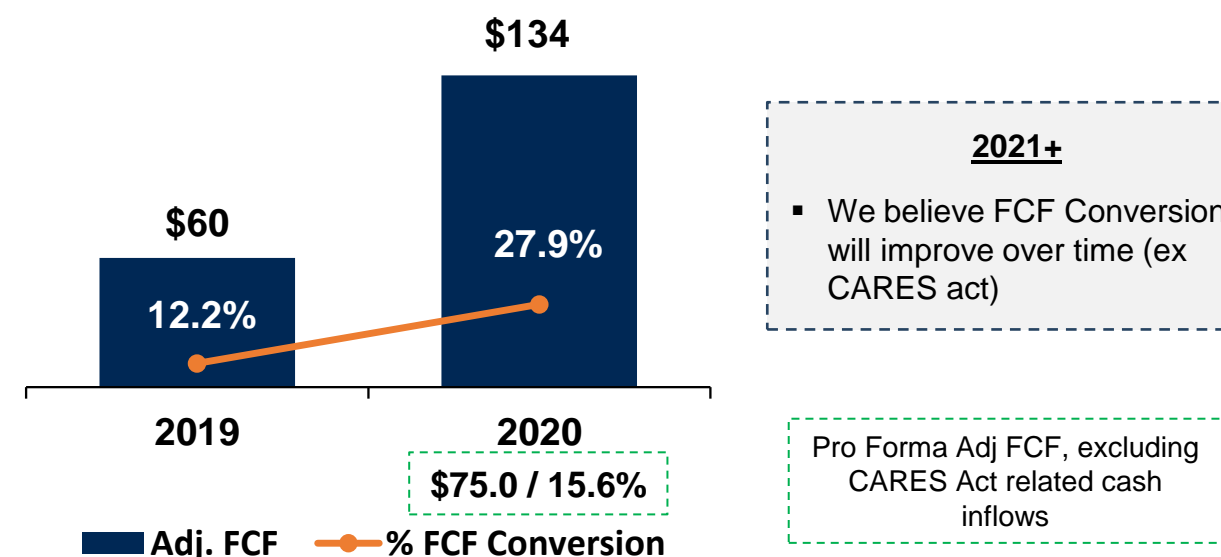 $134
$60
27.9%
12.2%
2019
2020
$75.0 / 15.6%
Adj. FCF
% FCF Conversion
2021+
▪ We believe FCF Conversion
will improve over time (ex
CARES act)
Pro Forma Adj FCF, excluding
CARES Act related cash
inflows